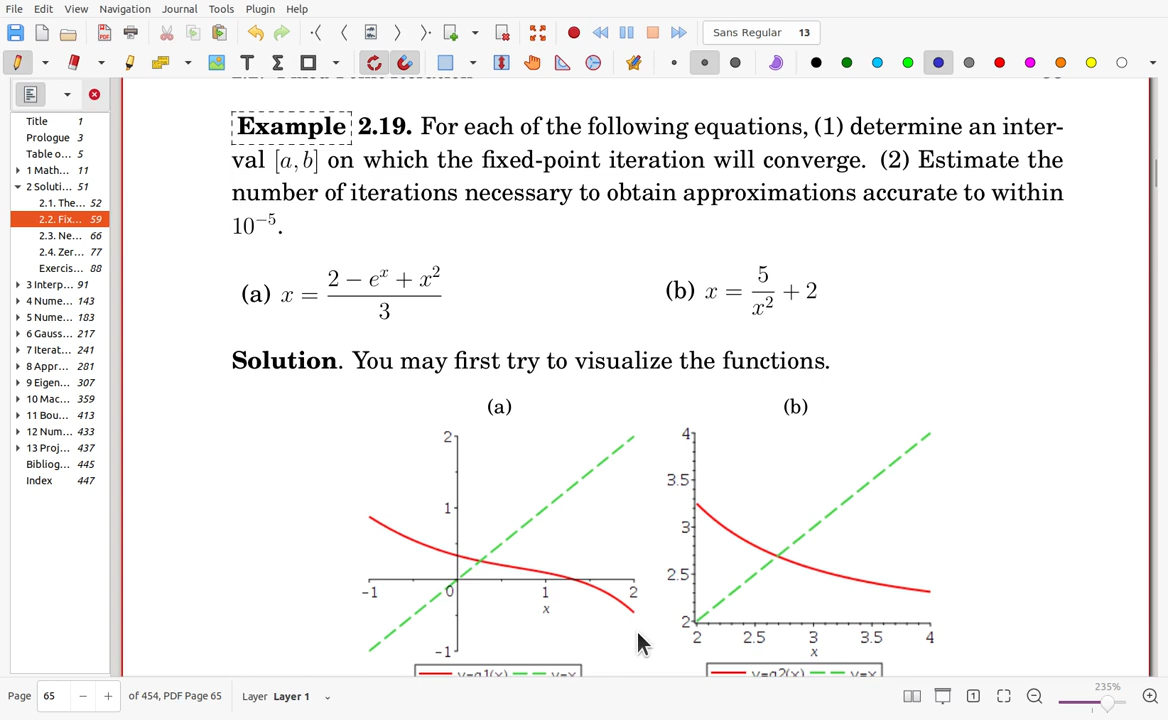 File Edit View Navigation Journal Tools Plugin Help
Sans Regular 13
Title 1
Prologue 3
Table o... 5
1 Math... 11
2 Soluti... 51
2.1. The... 52
2.2. Fix... 59
2.3. Ne... 66
2.4. Zer... 77
Exercis... 88
3 Interp... 91
4 Nume... 143
5 Nume... 183
6 Gauss... 217
7 Iterat... 241
8 Appr... 281
9 Eigen... 307
10 Mac... 359
11 Bou... 413
12 Num... 433
13 Proj... 437
Bibliog... 445
Index 447
Example 2.19. For each of the following equations, (1) determine an inter-
val [a, b] on which the fixed-point iteration will converge. (2) Estimate the
number of iterations necessary to obtain approximations accurate to within
10⁻⁵.
(a) x = (2 − eˣ + x²)/3
(b) x = 5/x² + 2
Solution. You may first try to visualize the functions.
(a)
2
1
-1 0 1 2
x
-1
y=g1(x) y=x
(b)
4
3.5
3
2.5
2
2 2.5 3 3.5 4
x
y=g2(x) y=x
Page 65 − + of 454, PDF Page 65 Layer Layer 1 235%